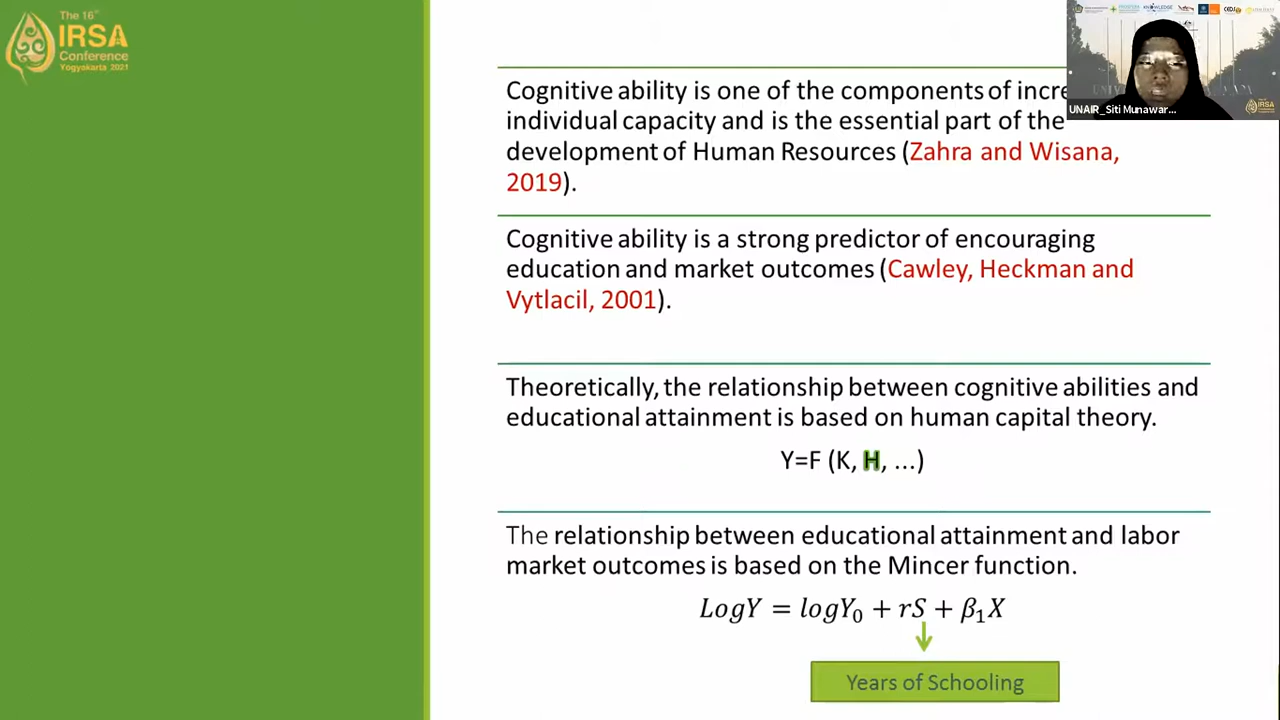 The 16th
IRSA
Conference
Yogyakarta 2021
UNAIR_Siti Munawar...
Cognitive ability is one of the components of incre
individual capacity and is the essential part of the
development of Human Resources (Zahra and Wisana,
2019).
Cognitive ability is a strong predictor of encouraging
education and market outcomes (Cawley, Heckman and
Vytlacil, 2001).
Theoretically, the relationship between cognitive abilities and
educational attainment is based on human capital theory.
Y=F (K, H, ...)
The relationship between educational attainment and labor
market outcomes is based on the Mincer function.
LogY = logY₀ + rS + β₁X
Years of Schooling